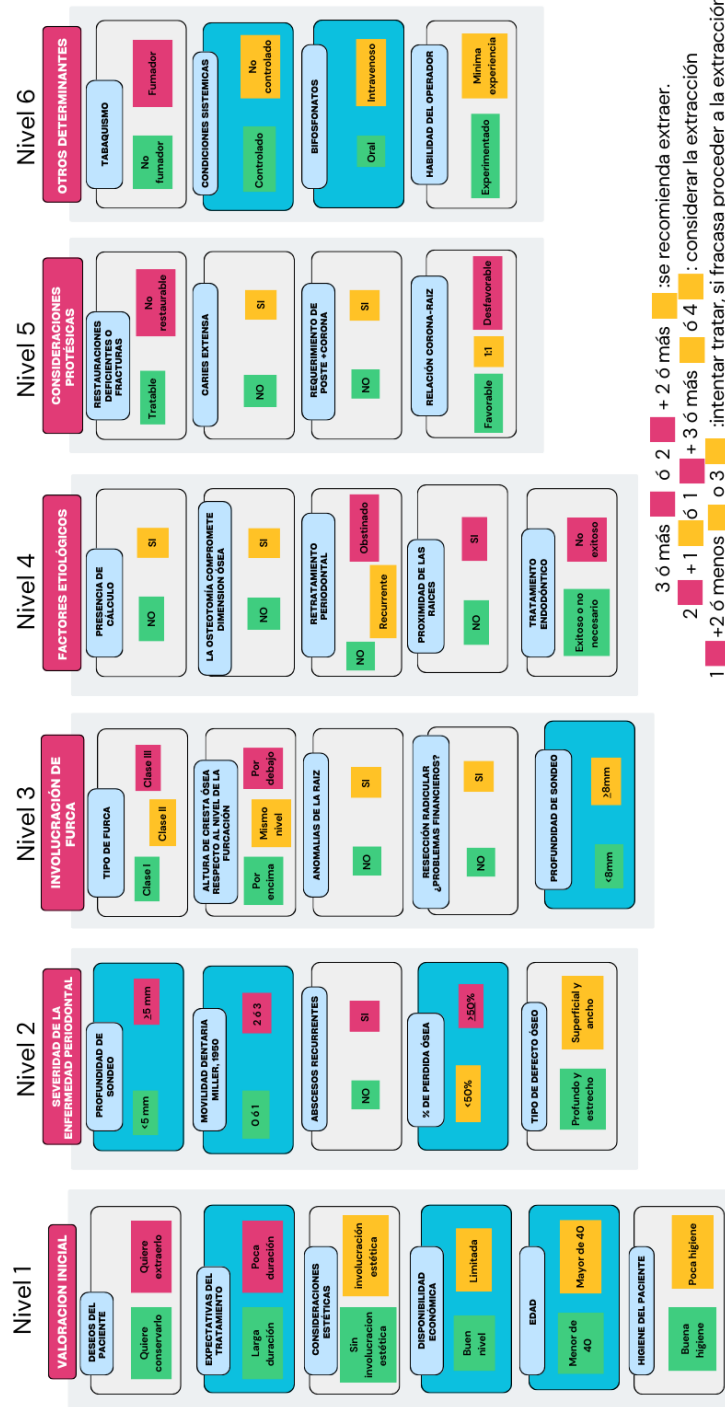 Nivel 1
VALORACION INICIAL
DESEOS DEL
PACIENTE
Quiere
conservarlo
Quiere
extraerlo
EXPECTATIVAS DEL
TRATAMIENTO
Larga
duración
Poca
duración
CONSIDERACIONES
ESTÉTICAS
Sin
involucracion
estética
involucración
estética
DISPONIBILIDAD
ECONÓMICA
Buen
nivel
Limitada
EDAD
Menor de
40
Mayor de 40
HIGIENE DEL PACIENTE
Buena
higiene
Poca higiene
Nivel 2
SEVERIDAD DE LA
ENFERMEDAD PERIODONTAL
PROFUNDIDAD DE
SONDEO
<5 mm
≥5 mm
MOVILIDAD DENTARIA
MILLER, 1950
0 ó 1
2 ó 3
ABSCESOS RECURRENTES
NO
SI
% DE PERDIDA ÓSEA
<50%
≥50%
TIPO DE DEFECTO ÓSEO
Profundo y
estrecho
Superficial y
ancho
Nivel 3
INVOLUCRACIÓN DE
FURCA
TIPO DE FURCA
Clase I
Clase II
Clase III
ALTURA DE CRESTA ÓSEA
RESPECTO AL NIVEL DE LA
FURCACIÓN
Por
encima
Mismo
nivel
Por
debajo
ANOMALIAS DE LA RAIZ
NO
SI
RESECCIÓN RADICULAR
¿PROBLEMAS FINANCIEROS?
NO
SI
PROFUNDIDAD DE SONDEO
<8mm
≥8mm
Nivel 4
FACTORES ETIOLÓGICOS
PRESENCIA DE
CÁLCULO
NO
SI
LA OSTEOTOMÍA COMPROMETE
DIMENSION ÓSEA
NO
SI
RETRATAMIENTO
PERIODONTAL
NO
Recurrente
Obstinado
PROXIMIDAD DE LAS
RAICES
NO
SI
TRATAMIENTO
ENDODÓNTICO
Exitoso o no
necesario
No
exitoso
Nivel 5
CONSIDERACIONES
PROTÉSICAS
RESTAURACIONES
DEFICIENTES O
FRACTURAS
Tratable
No
restaurable
CARIES EXTENSA
NO
SI
REQUERIMIENTO DE
POSTE +CORONA
NO
SI
RELACIÓN CORONA-RAIZ
Favorable
1:1
Desfavorable
Nivel 6
OTROS DETERMINANTES
TABAQUISMO
No
fumador
Fumador
CONDICIONES SISTEMICAS
Controlado
No
controlado
BIFOSFONATOS
Oral
Intravenoso
HABILIDAD DEL OPERADOR
Experimentado
Minima
experiencia
3 ó más ó 2 + 2 ó más :se recomienda extraer.
2 + 1 ó 1 + 3 ó más ó 4 : considerar la extracción
1 +2 ó menos o 3 :intentar tratar, si fracasa proceder a la extracción